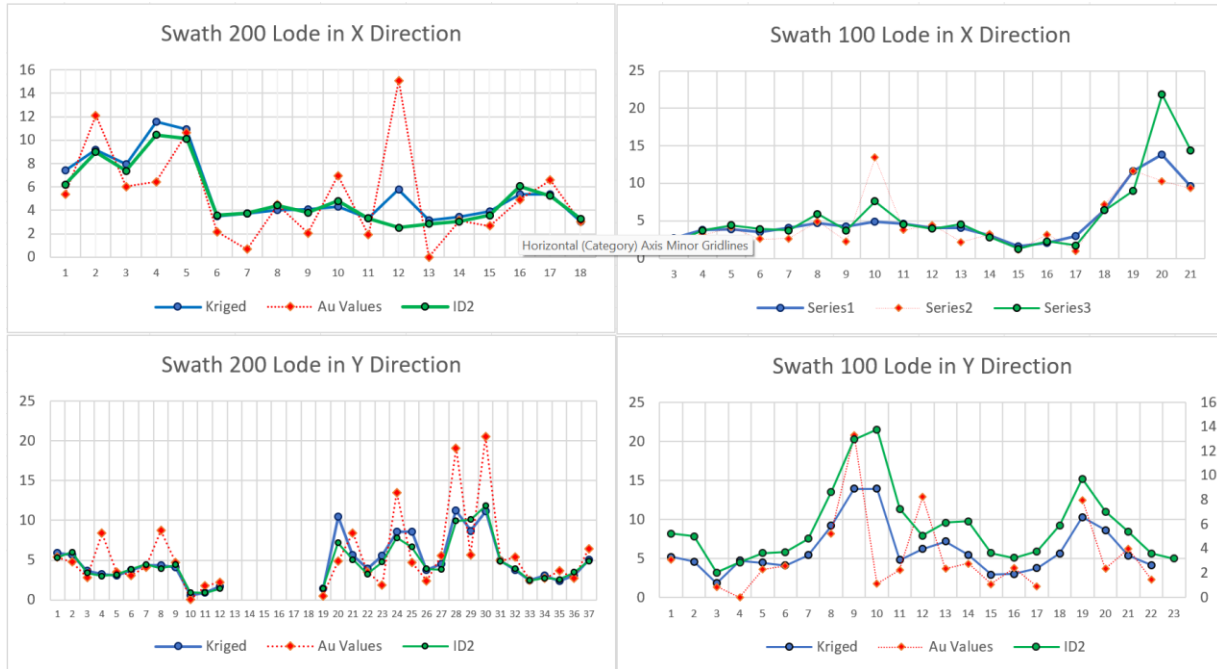 Swath 200 Lode in X Direction
16
14
12
10
8
6
4
2
0
1 2 3 4 5 6 7 8 9 10 11 12 13 14 15 16 17 18
Horizontal (Category) Axis Minor Gridlines
Kriged Au Values ID2
Swath 100 Lode in X Direction
25
20
15
10
5
0
3 4 5 6 7 8 9 10 11 12 13 14 15 16 17 18 19 20 21
Series1 Series2 Series3
Swath 200 Lode in Y Direction
25
20
15
10
5
0
1 2 3 4 5 6 7 8 9 10 11 12 13 14 15 16 17 18 19 20 21 22 23 24 25 26 27 28 29 30 31 32 33 34 35 36 37
Kriged Au Values ID2
Swath 100 Lode in Y Direction
25
20
15
10
5
0
16
14
12
10
8
6
4
2
0
1 2 3 4 5 6 7 8 9 10 11 12 13 14 15 16 17 18 19 20 21 22 23
Kriged Au Values ID2